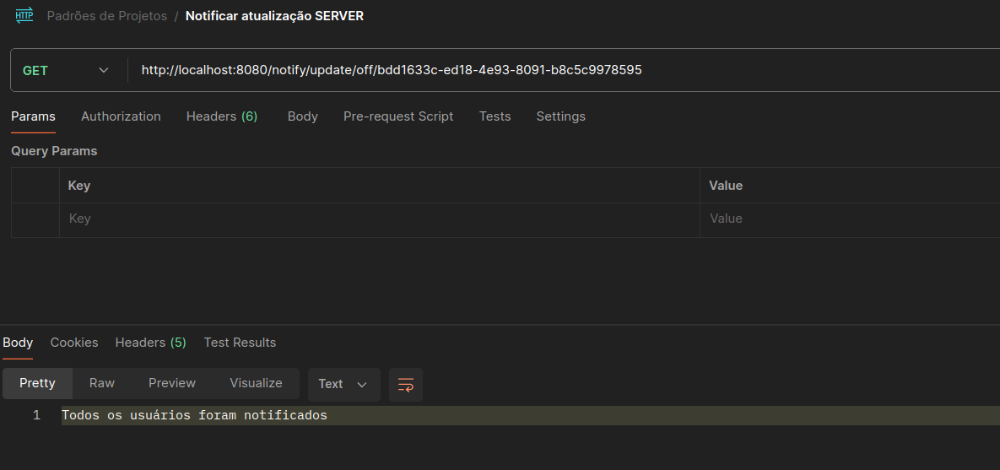 HTTP Padrões de Projetos / Notificar atualização SERVER
GET http://localhost:8080/notify/update/off/bdd1633c-ed18-4e93-8091-b8c5c9978595
Params Authorization Headers (6) Body Pre-request Script Tests Settings
Query Params
Key Value
Key Value
Body Cookies Headers (5) Test Results
Pretty Raw Preview Visualize Text
1 Todos os usuários foram notificados